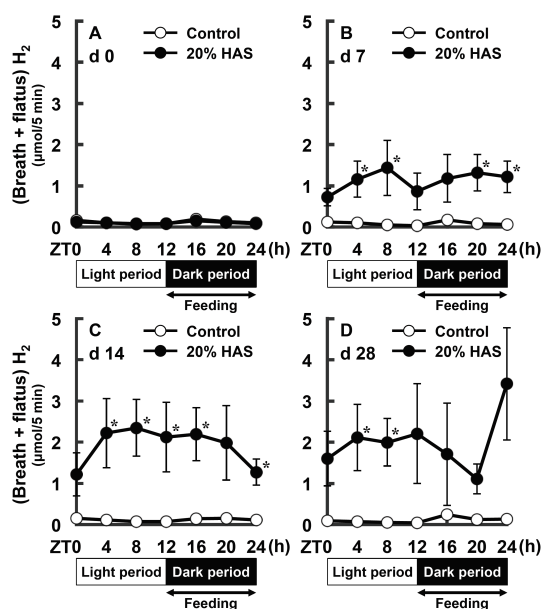 A
d 0
Control
20% HAS
(Breath + flatus) H₂
(μmol/5 min)
5
4
3
2
1
0
ZT0 4 8 12 16 20 24 (h)
Light period Dark period
Feeding
B
d 7
Control
20% HAS
5
4
3
2
1
0
* * * *
ZT0 4 8 12 16 20 24 (h)
Light period Dark period
Feeding
C
d 14
Control
20% HAS
(Breath + flatus) H₂
(μmol/5 min)
5
4
3
2
1
0
* * * * *
ZT0 4 8 12 16 20 24 (h)
Light period Dark period
Feeding
D
d 28
Control
20% HAS
5
4
3
2
1
0
* *
ZT0 4 8 12 16 20 24 (h)
Light period Dark period
Feeding